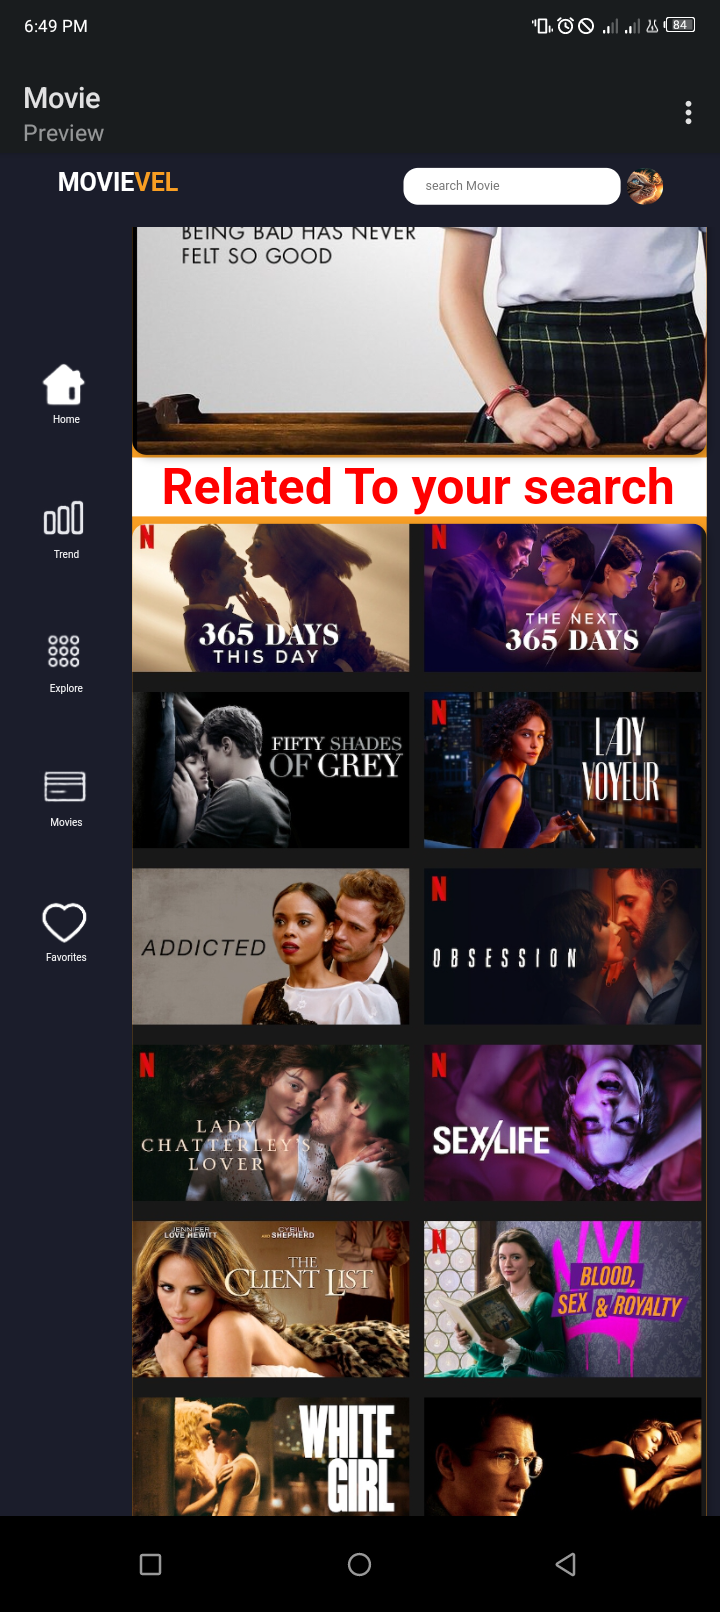 6:49 PM
84
Movie
Preview
MOVIEVEL
search Movie
BEING BAD HAS NEVER
FELT SO GOOD
Home
Trend
Explore
Movies
Favorites
Related To your search
N
365 DAYS
THIS DAY
N
THE NEXT
365 DAYS
FIFTY SHADES
OF GREY
N
LADY
VOYEUR
ADDICTED
N
OBSESSION
N
LADY
CHATTERLEY'S
LOVER
N
SEX/LIFE
JENNIFER
LOVE HEWITT
CYBILL
AND SHEPHERD
THE
CLIENT LIST
N
BLOOD,
SEX & ROYALTY
WHITE
GIRL